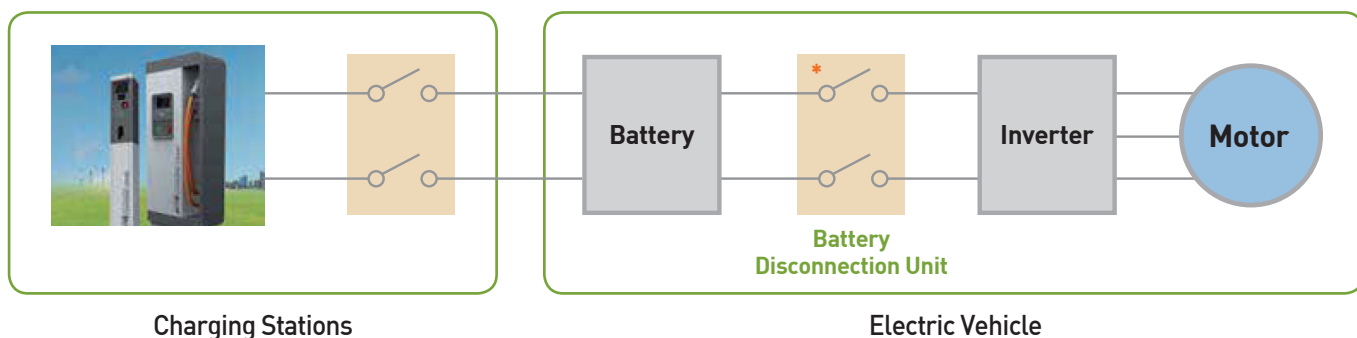 Battery
*
Inverter
Motor
Battery
Disconnection Unit
Charging Stations
Electric Vehicle